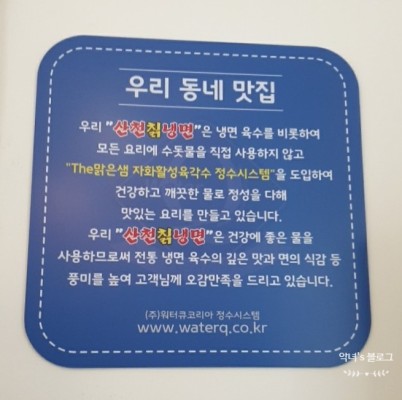 우리 동네 맛집
우리 "산천칡냉면"은 냉면 육수를 비롯하여
모든 요리에 수돗물을 직접 사용하지 않고
"The맑은샘 자화활성육각수 정수시스템"을 도입하여
건강하고 깨끗한 물로 정성을 다해
맛있는 요리를 만들고 있습니다.
우리 "산천칡냉면"은 건강에 좋은 물을
사용하므로써 전통 냉면 육수의 깊은 맛과 면의 식감 등
풍미를 높여 고객님께 오감만족을 드리고 있습니다.
(주)워터큐코리아 정수시스템
www.waterq.co.kr
악녀's 블로그